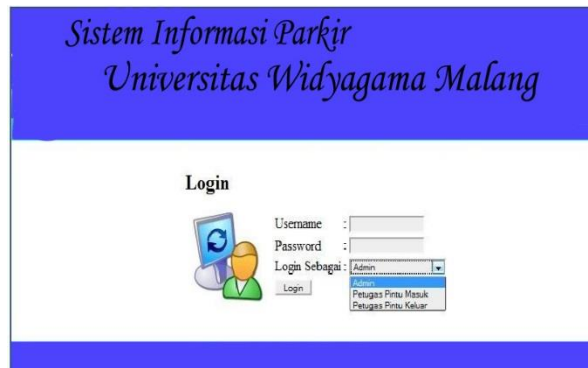 Sistem Informasi Parkir
Universitas Widyagama Malang
Login
Username :
Password :
Login Sebagai : Admin
Login
Admin
Petugas Pintu Masuk
Petugas Pintu Keluar